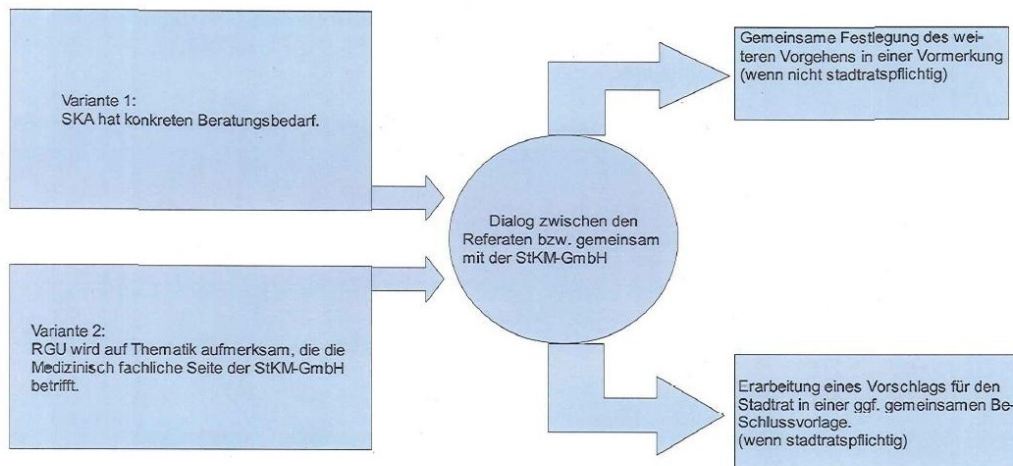 Variante 1:
SKA hat konkreten Beratungsbedarf.
Variante 2:
RGU wird auf Thematik aufmerksam, die die
Medizinisch fachliche Seite der StKM-GmbH
betrifft.
Dialog zwischen den
Referaten bzw. gemeinsam
mit der StKM-GmbH
Gemeinsame Festlegung des wei-
teren Vorgehens in einer Vormerkung
(wenn nicht stadtratspflichtig)
Erarbeitung eines Vorschlags für den
Stadtrat in einer ggf. gemeinsamen Be-
Schlussvorlage.
(wenn stadtratspflichtig)